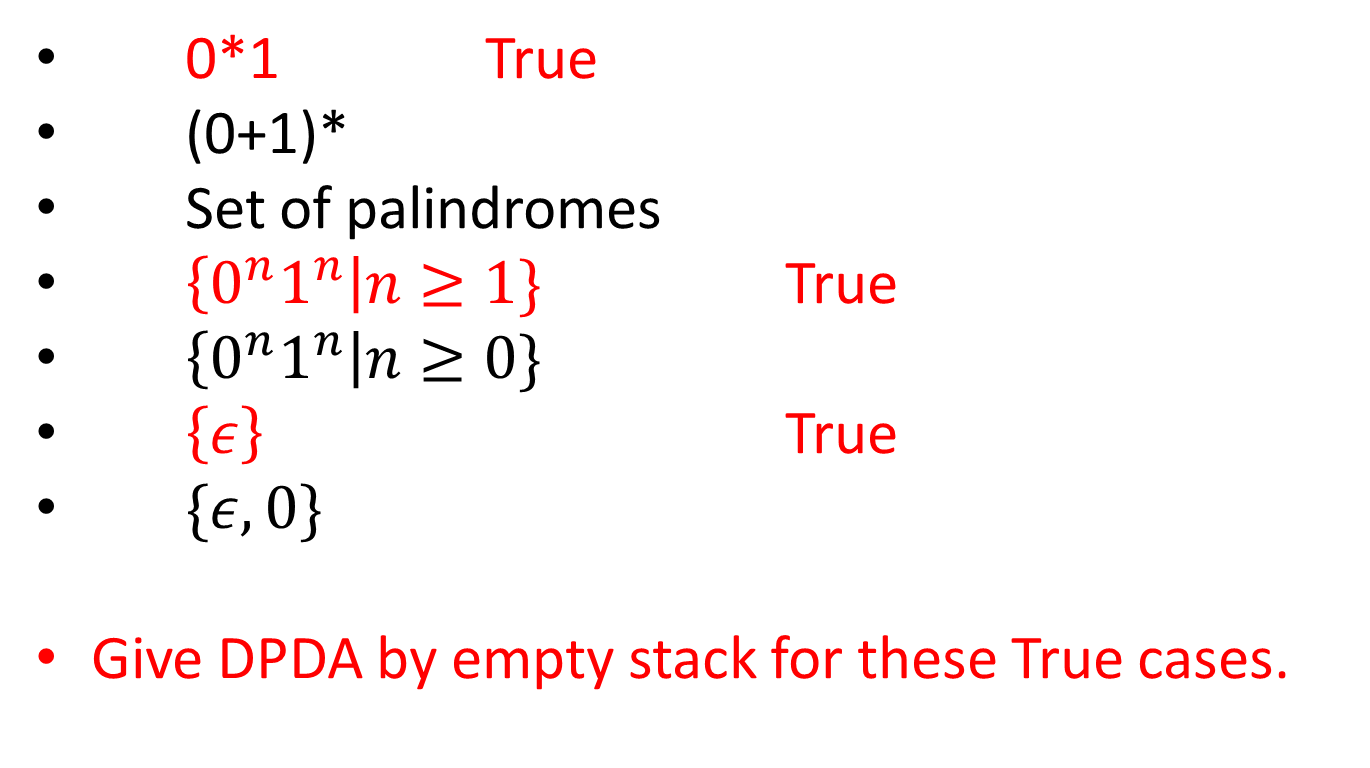 • 0*1 True
• (0+1)*
• Set of palindromes
• {0ⁿ1ⁿ|n ≥ 1} True
• {0ⁿ1ⁿ|n ≥ 0}
• {ϵ} True
• {ϵ, 0}
• Give DPDA by empty stack for these True cases.